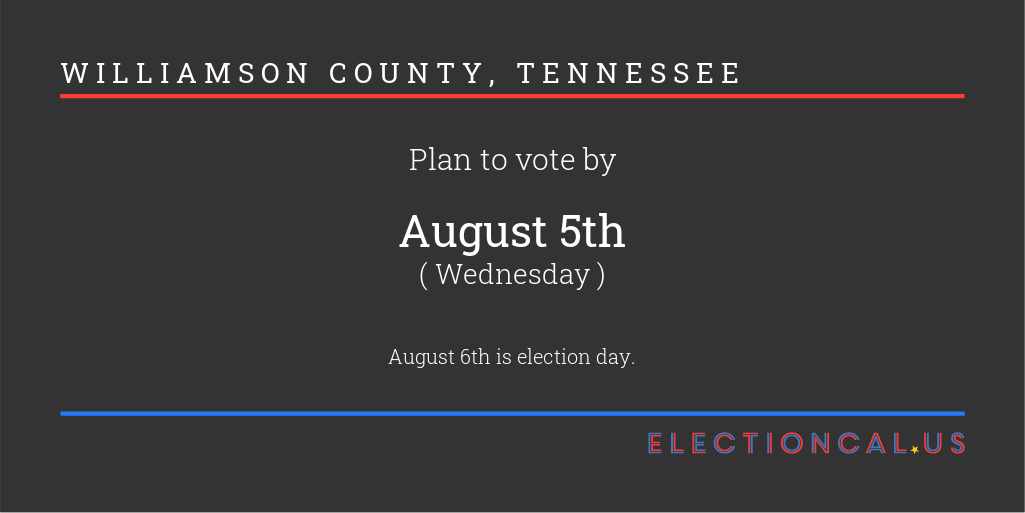 WILLIAMSON COUNTY, TENNESSEE
Plan to vote by
August 5th
( Wednesday )
August 6th is election day.
ELECTIONCAL.US